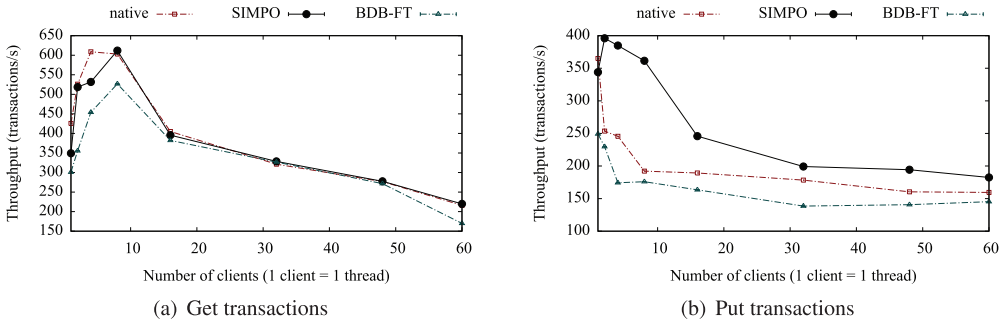 native SIMPO BDB-FT
Throughput (transactions/s)
650
600
550
500
450
400
350
300
250
200
150
10 20 30 40 50 60
Number of clients (1 client = 1 thread)
(a) Get transactions
native SIMPO BDB-FT
Throughput (transactions/s)
400
350
300
250
200
150
100
10 20 30 40 50 60
Number of clients (1 client = 1 thread)
(b) Put transactions